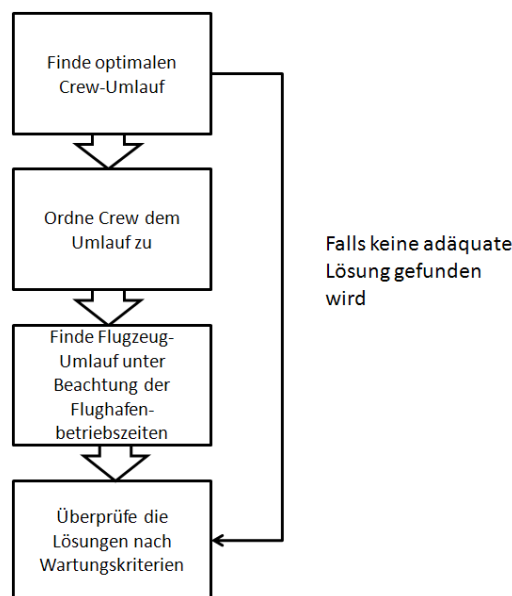 Finde optimalen
Crew-Umlauf
Ordne Crew dem
Umlauf zu
Falls keine adäquate
Lösung gefunden
wird
Finde Flugzeug-
Umlauf unter
Beachtung der
Flughafen-
betriebszeiten
Überprüfe die
Lösungen nach
Wartungskriterien